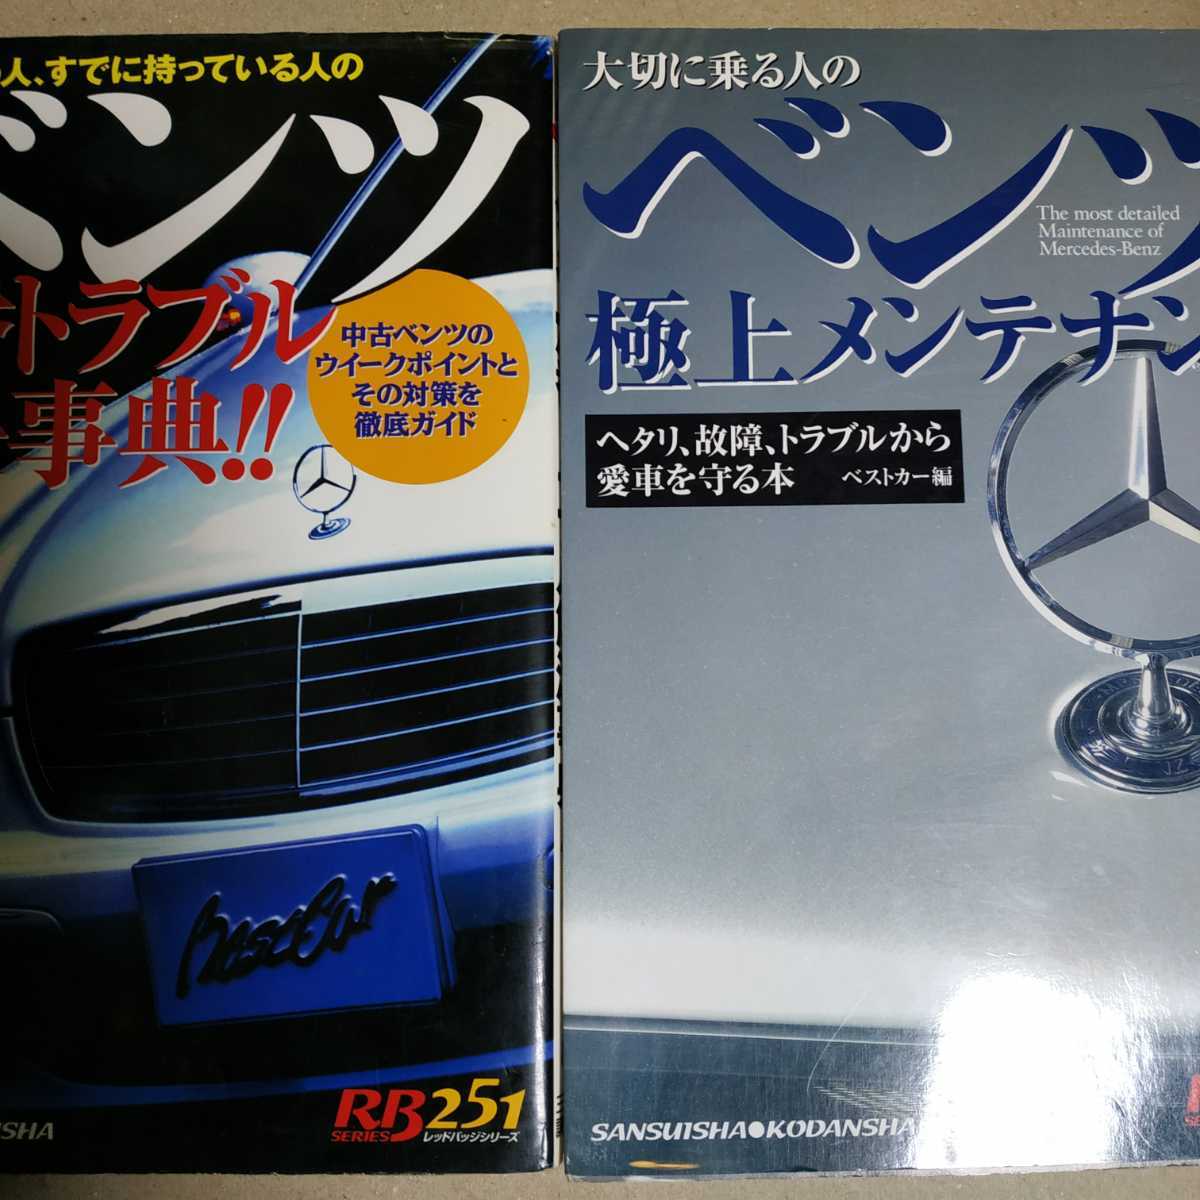 人、すでに持っている人の
ベンツ
トラブル
事典!!
中古ベンツの
ウイークポイントと
その対策を
徹底ガイド
BestCar
RB251
SERIES レッドバッジシリーズ
SHA
大切に乗る人の
ベンツ
The most detailed
Maintenance of
Mercedes-Benz
極上メンテナン
ヘタリ、故障、トラブルから
愛車を守る本 ベストカー編
SANSUISHA●KODANSHA